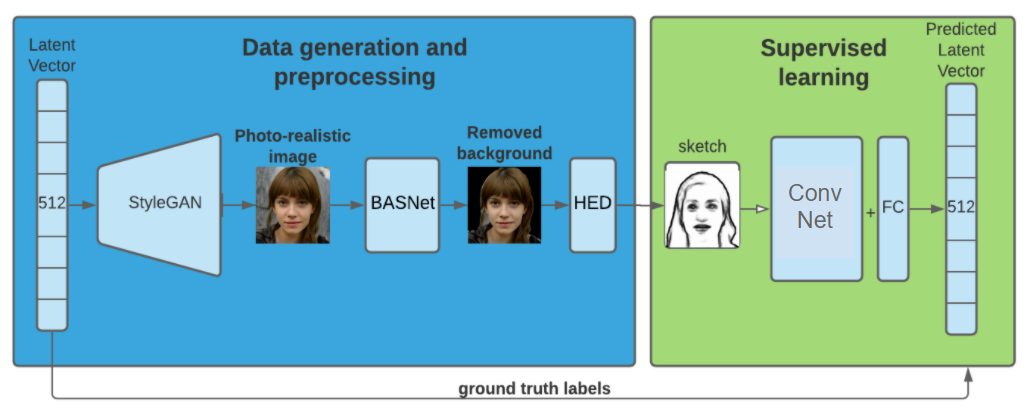 Data generation and
preprocessing
Latent
Vector
512
StyleGAN
Photo-realistic
image
BASNet
Removed
background
HED
Supervised
learning
sketch
Conv
Net
+
FC
Predicted
Latent
Vector
512
ground truth labels